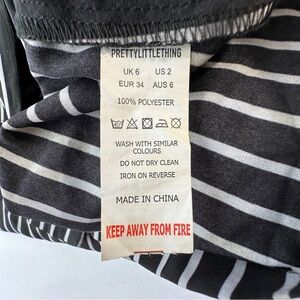 PRETTYLITTLETHING
UK 6 US 2
EUR 34 AUS 6
100% POLYESTER
WASH WITH SIMILAR
COLOURS
DO NOT DRY CLEAN
IRON ON REVERSE
MADE IN CHINA
KEEP AWAY FROM FIRE